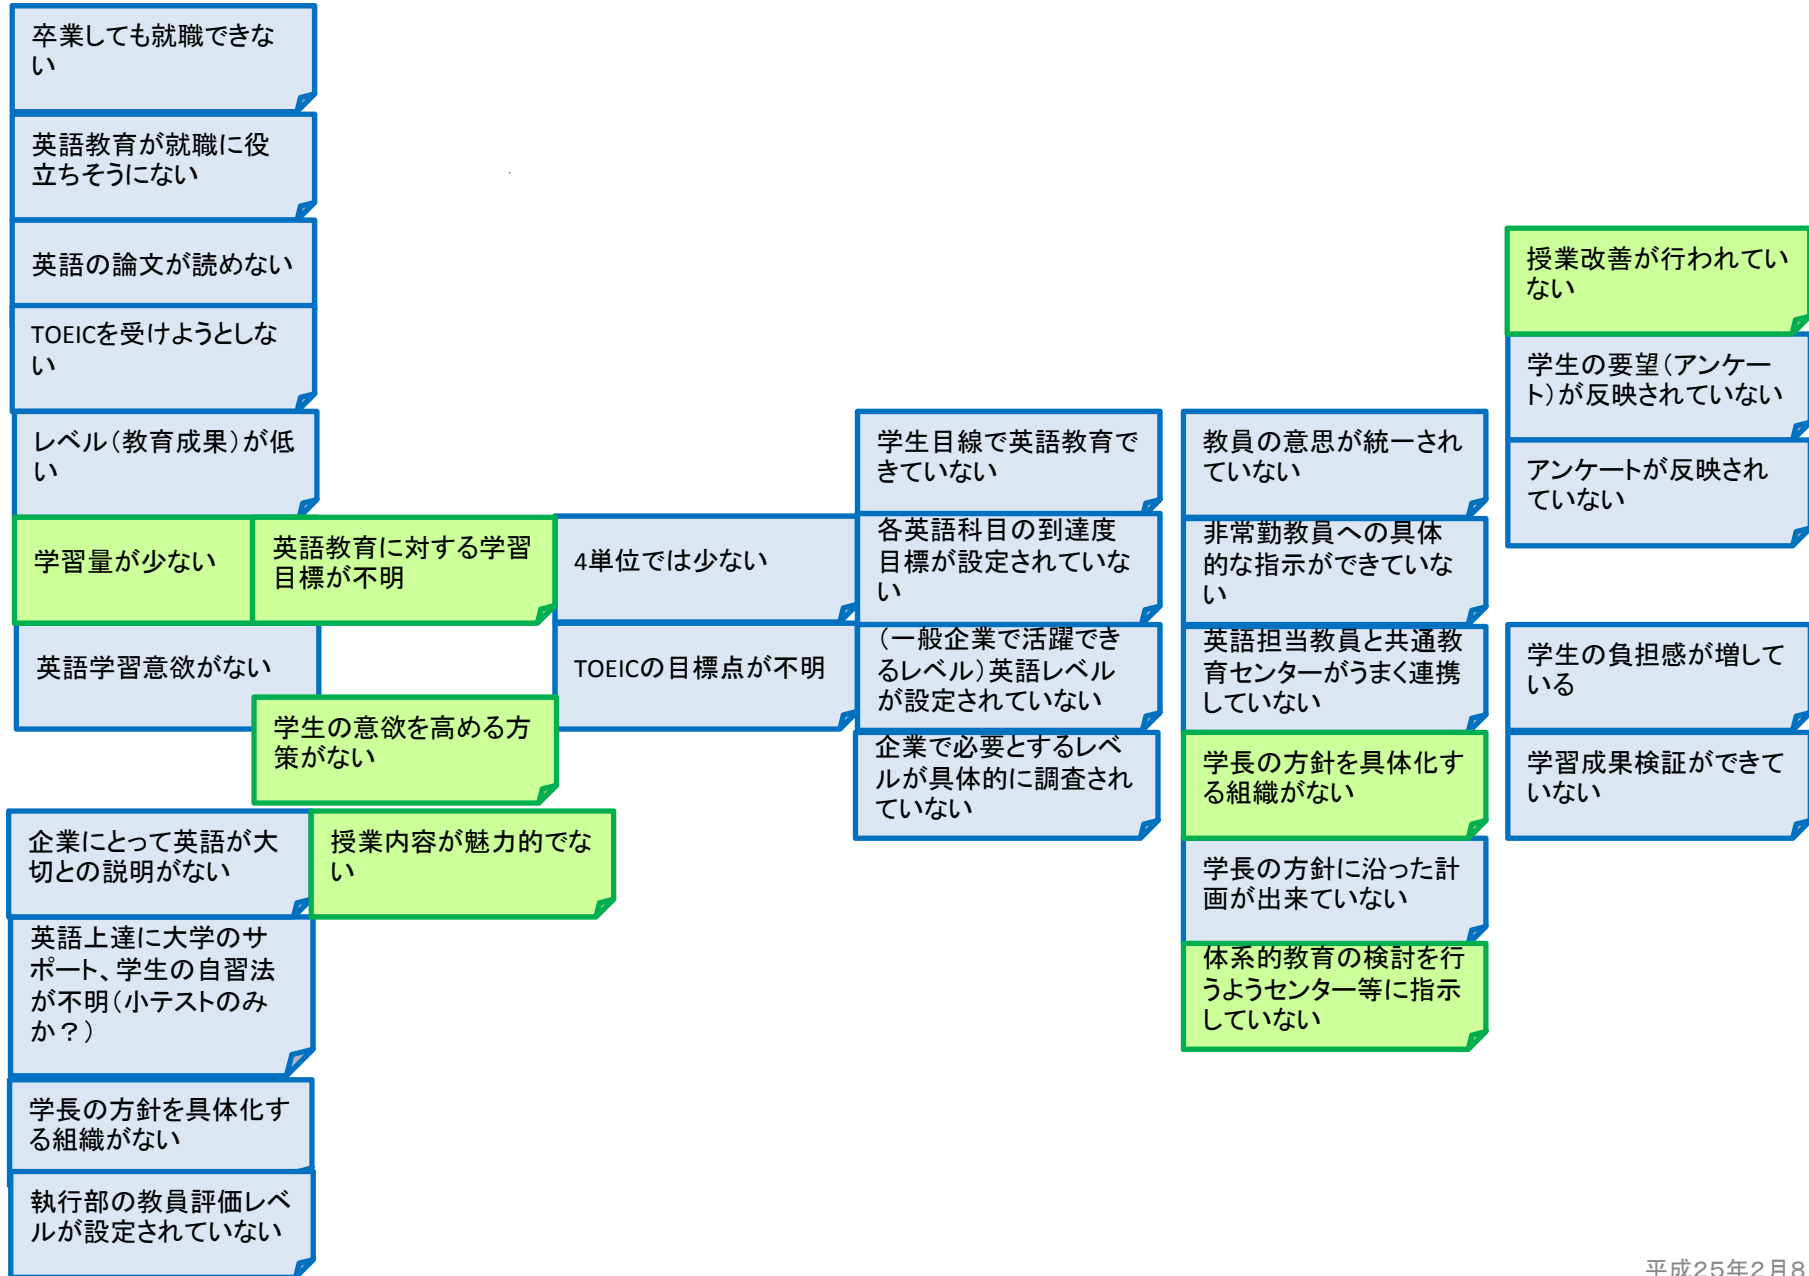 卒業しても就職できな
い
英語教育が就職に役
立ちそうにない
英語の論文が読めない
TOEICを受けようとしな
い
レベル（教育成果）が低
い
学習量が少ない
英語教育に対する学習
目標が不明
英語学習意欲がない
学生の意欲を高める方
策がない
企業にとって英語が大
切との説明がない
授業内容が魅力的でな
い
英語上達に大学のサ
ポート、学生の自習法
が不明（小テストのみ
か？）
学長の方針を具体化す
る組織がない
執行部の教員評価レベ
ルが設定されていない
4単位では少ない
TOEICの目標点が不明
学生目線で英語教育で
きていない
各英語科目の到達度
目標が設定されていな
い
（一般企業で活躍でき
るレベル）英語レベル
が設定されていない
企業で必要とするレベ
ルが具体的に調査され
ていない
教員の意思が統一され
ていない
非常勤教員への具体
的な指示ができていな
い
英語担当教員と共通教
育センターがうまく連携
していない
学長の方針を具体化す
る組織がない
学長の方針に沿った計
画が出来ていない
体系的教育の検討を行
うようセンター等に指示
していない
授業改善が行われてい
ない
学生の要望（アンケー
ト）が反映されていない
アンケートが反映され
ていない
学生の負担感が増して
いる
学習成果検証ができて
いない
平成25年2月8